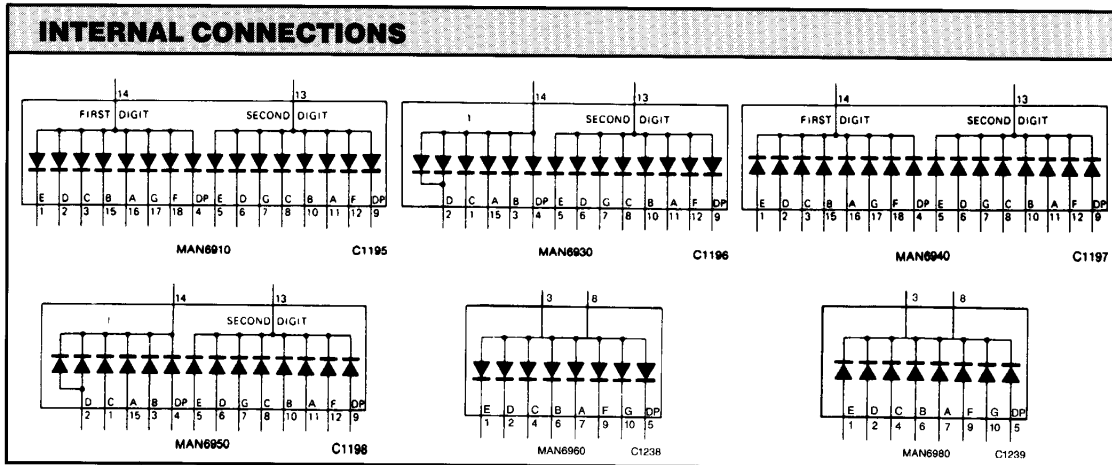 INTERNAL CONNECTIONS
14 13
FIRST DIGIT SECOND DIGIT
E D C B A G F DP E D G C B A F DP
1 2 3 15 16 17 18 4 5 6 7 8 10 11 12 9
MAN6910 C1195
14 13
1 SECOND DIGIT
D C A B DP E D G C B A F DP
2 1 15 3 4 5 6 7 8 10 11 12 9
MAN6930 C1196
14 13
FIRST DIGIT SECOND DIGIT
E D C B A G F DP E D G C B A F DP
1 2 3 15 16 17 18 4 5 6 7 8 10 11 12 9
MAN6940 C1197
14 13
1 SECOND DIGIT
D C A B DP E D G C B A F DP
2 1 15 3 4 5 6 7 8 10 11 12 9
MAN6950 C1198
3 8
E D C B A F G DP
1 2 4 6 7 9 10 5
MAN6960 C1238
3 8
E D C B A F G DP
1 2 4 6 7 9 10 5
MAN6980 C1239